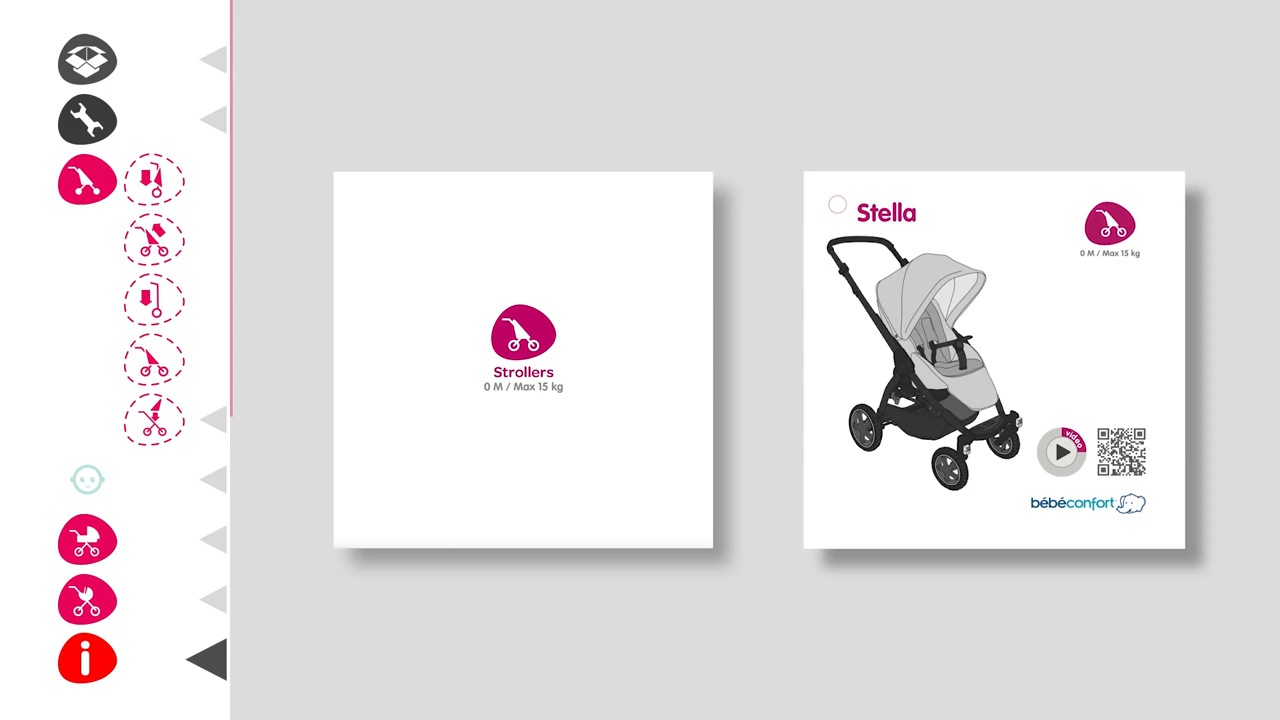 Strollers
0 M / Max 15 kg
Stella
0 M / Max 15 kg
video
bébéconfort
i